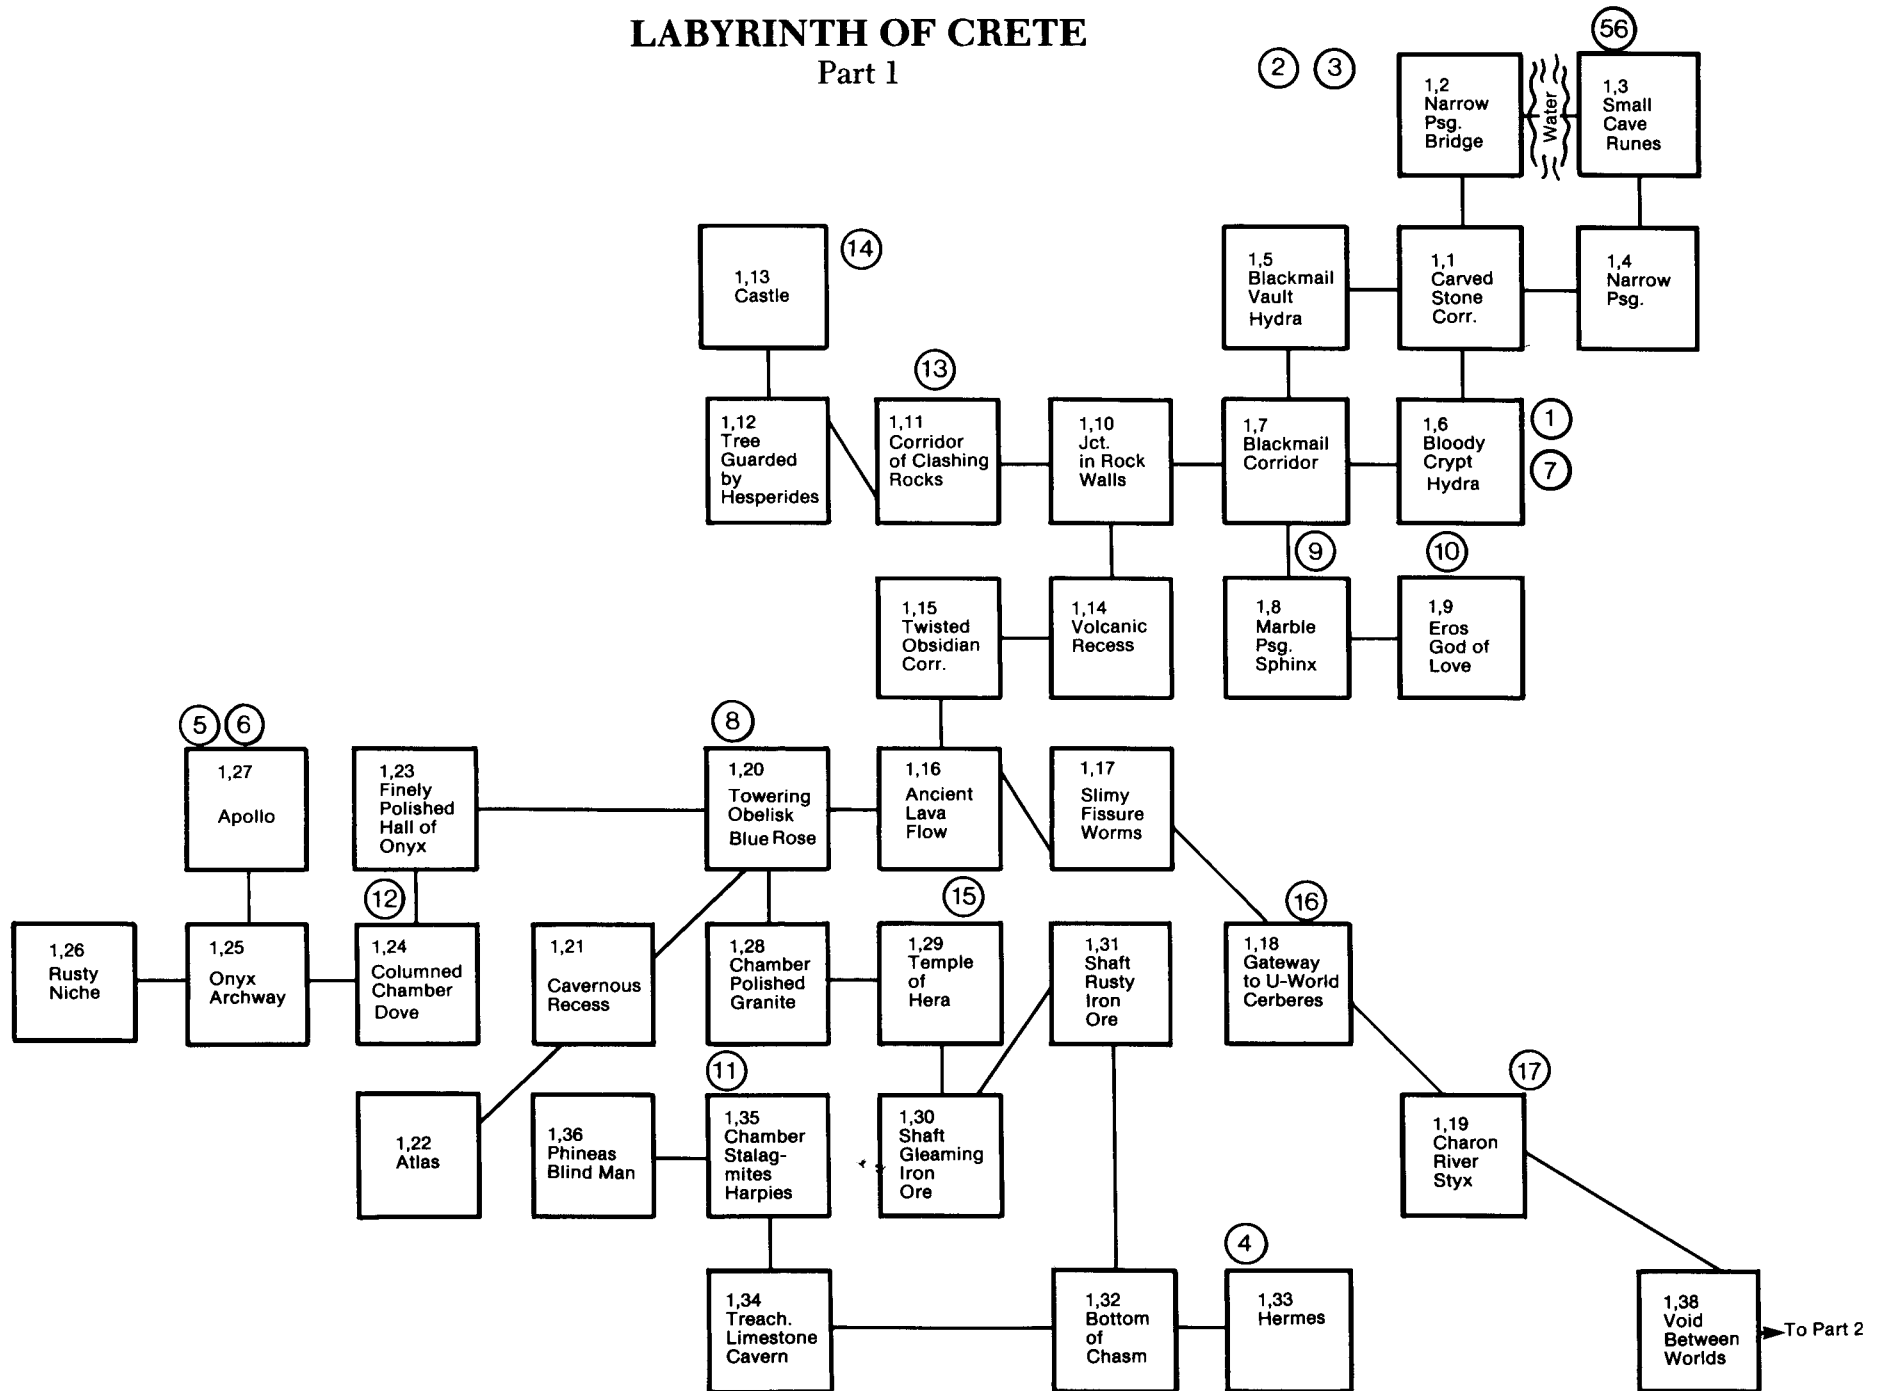 LABYRINTH OF CRETE
Part 1
56
2
3
1,2
Narrow
Psg.
Bridge
Water
1,3
Small
Cave
Runes
14
1,13
Castle
1,5
Blackmail
Vault
Hydra
1,1
Carved
Stone
Corr.
1,4
Narrow
Psg.
13
1,12
Tree
Guarded
by
Hesperides
1,11
Corridor
of Clashing
Rocks
1,10
Jct.
in Rock
Walls
1,7
Blackmail
Corridor
1,6
Bloody
Crypt
Hydra
1
7
9
10
1,15
Twisted
Obsidian
Corr.
1,14
Volcanic
Recess
1,8
Marble
Psg.
Sphinx
1,9
Eros
God of
Love
5
6
8
1,27
Apollo
1,23
Finely
Polished
Hall of
Onyx
1,20
Towering
Obelisk
Blue Rose
1,16
Ancient
Lava
Flow
1,17
Slimy
Fissure
Worms
12
15
16
1,26
Rusty
Niche
1,25
Onyx
Archway
1,24
Columned
Chamber
Dove
1,21
Cavernous
Recess
1,28
Chamber
Polished
Granite
1,29
Temple
of
Hera
1,31
Shaft
Rusty
Iron
Ore
1,18
Gateway
to U-World
Cerberes
11
17
1,22
Atlas
1,36
Phineas
Blind Man
1,35
Chamber
Stalag-
mites
Harpies
1,30
Shaft
Gleaming
Iron
Ore
1,19
Charon
River
Styx
4
1,34
Treach.
Limestone
Cavern
1,32
Bottom
of
Chasm
1,33
Hermes
1,38
Void
Between
Worlds
To Part 2